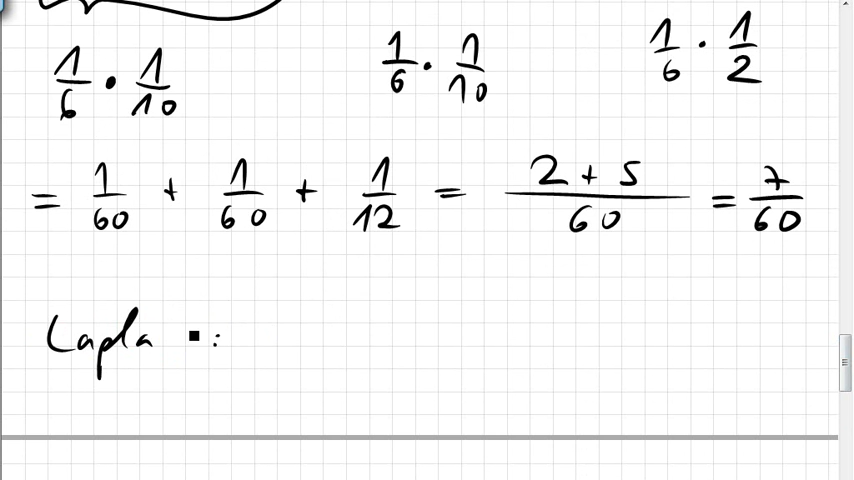 1/6 · 1/10 1/6 · 1/10 1/6 · 1/2
= 1/60 + 1/60 + 1/12 = (2 + 5)/60 = 7/60
Lapla :